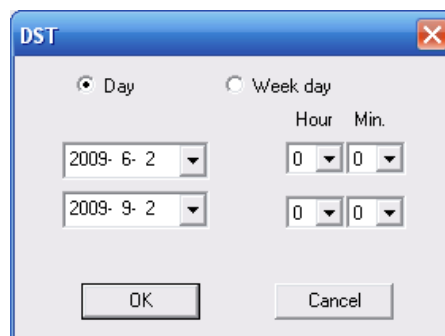 DST
Day Week day
Hour Min.
2009- 6- 2 0 0
2009- 9- 2 0 0
OK Cancel